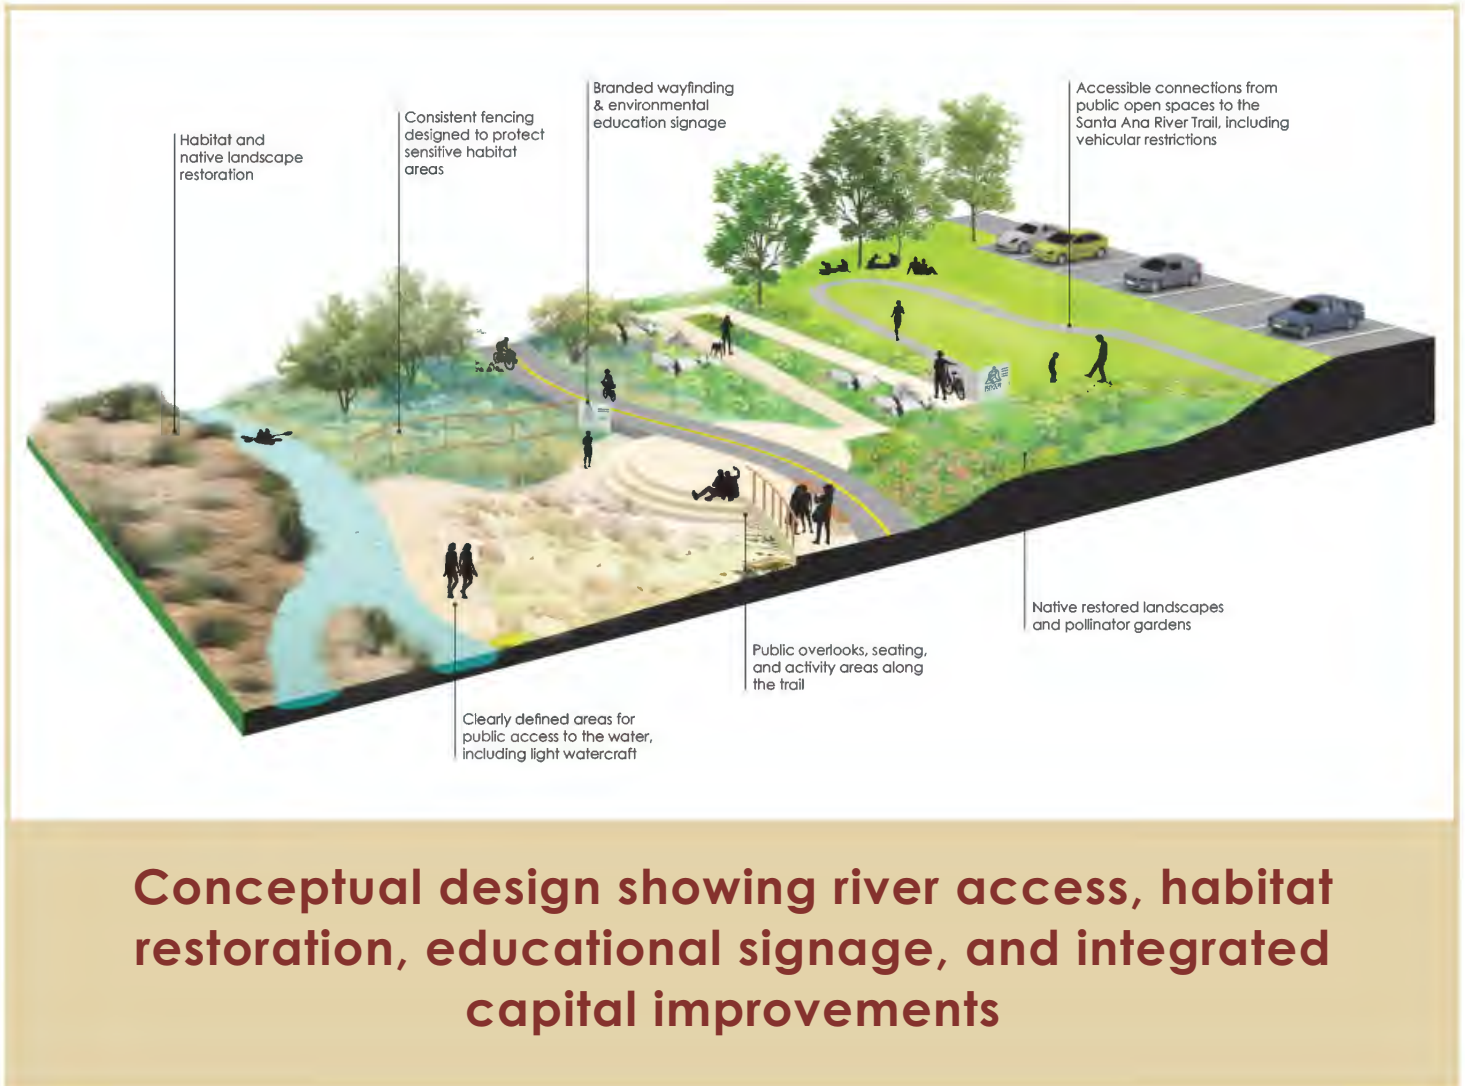 Habitat and
native landscape
restoration
Consistent fencing
designed to protect
sensitive habitat
areas
Branded wayfinding
& environmental
education signage
Accessible connections from
public open spaces to the
Santa Ana River Trail, including
vehicular restrictions
Native restored landscapes
and pollinator gardens
Public overlooks, seating,
and activity areas along
the trail
Clearly defined areas for
public access to the water,
including light watercraft
Conceptual design showing river access, habitat
restoration, educational signage, and integrated
capital improvements